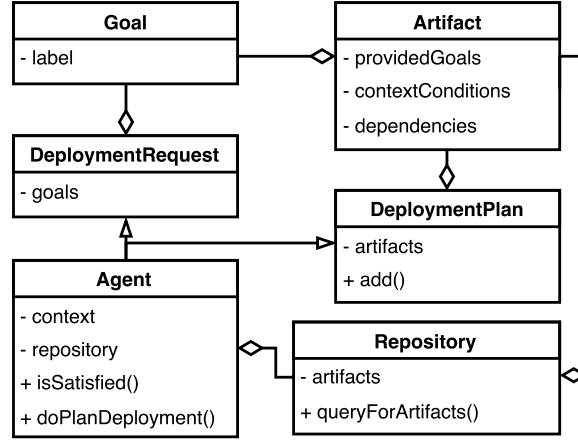 Goal
- label
Artifact
- providedGoals
- contextConditions
- dependencies
DeploymentRequest
- goals
DeploymentPlan
- artifacts
+ add()
Agent
- context
- repository
+ isSatisfied()
+ doPlanDeployment()
Repository
- artifacts
+ queryForArtifacts()